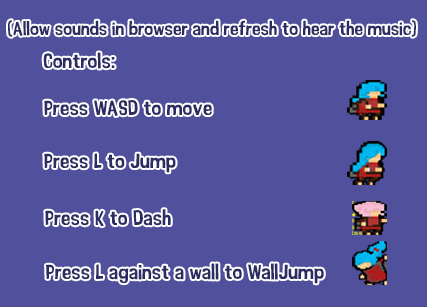 (Allow sounds in browser and refresh to hear the music)
Controls:
Press WASD to move
Press L to Jump
Press K to Dash
Press L against a wall to WallJump